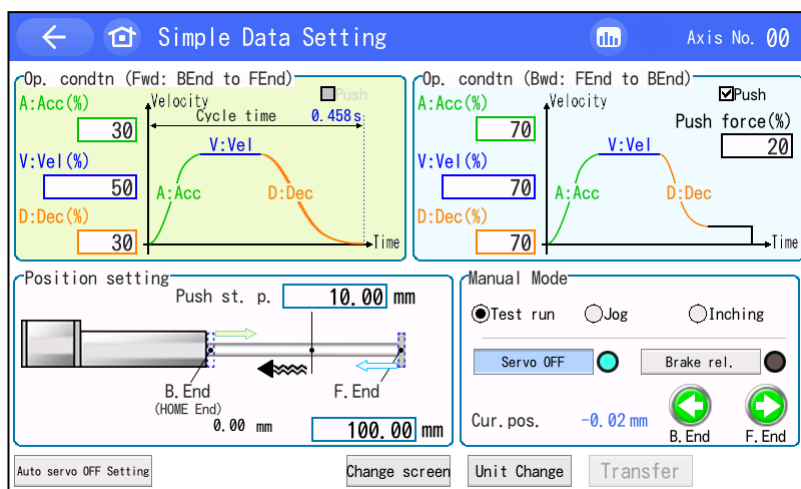 Simple Data Setting
Axis No. 00
Op. condtn (Fwd: BEnd to FEnd)
A:Acc(%)
30
V:Vel(%)
50
D:Dec(%)
30
Velocity
Push
Cycle time 0.458s
V:Vel
A:Acc
D:Dec
Time
Op. condtn (Bwd: FEnd to BEnd)
A:Acc(%)
70
V:Vel(%)
70
D:Dec(%)
70
Velocity
Push
Push force(%)
20
V:Vel
A:Acc
D:Dec
Time
Position setting
Push st. p. 10.00 mm
B.End
(HOME End)
0.00 mm
F.End
100.00 mm
Manual Mode
Test run Jog Inching
Servo OFF Brake rel.
Cur.pos. -0.02 mm
B.End F.End
Auto servo OFF Setting Change screen Unit Change Transfer